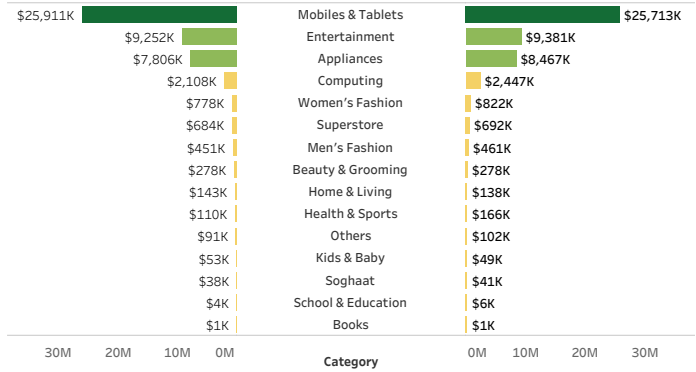 $25,911K Mobiles & Tablets $25,713K
$9,252K Entertainment $9,381K
$7,806K Appliances $8,467K
$2,108K Computing $2,447K
$778K Women's Fashion $822K
$684K Superstore $692K
$451K Men's Fashion $461K
$278K Beauty & Grooming $278K
$143K Home & Living $138K
$110K Health & Sports $166K
$91K Others $102K
$53K Kids & Baby $49K
$38K Soghaat $41K
$4K School & Education $6K
$1K Books $1K
30M 20M 10M 0M 0M 10M 20M 30M
Category